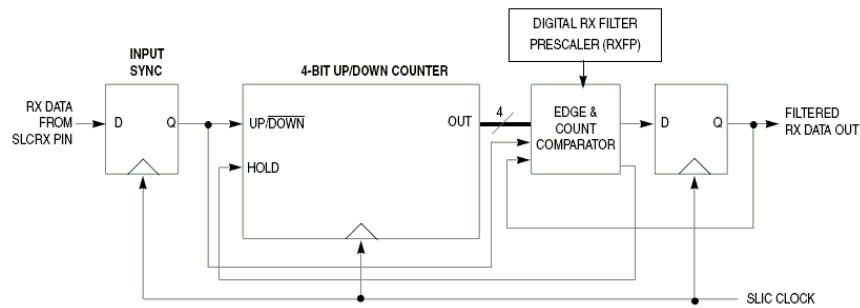 DIGITAL RX FILTER
PRESCALER (RXFP)
INPUT
SYNC
4-BIT UP/DOWN COUNTER
RX DATA
FROM
SLCRX PIN
D
Q
UP/DOWN
OUT
4
EDGE &
COUNT
COMPARATOR
D
Q
FILTERED
RX DATA OUT
HOLD
SLIC CLOCK